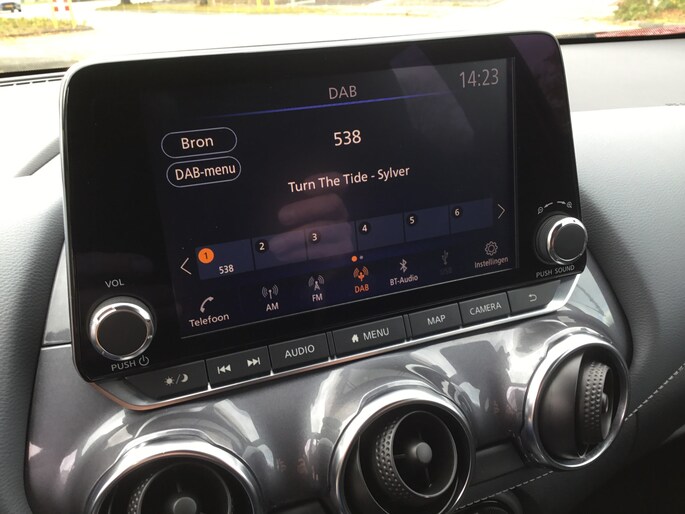 DAB
14:23
Bron
538
DAB-menu
Turn The Tide - Sylver
1 2 3 4 5 6
538
Telefoon AM FM DAB BT-Audio USB Instellingen
VOL
PUSH
PUSH SOUND
AUDIO MENU MAP CAMERA